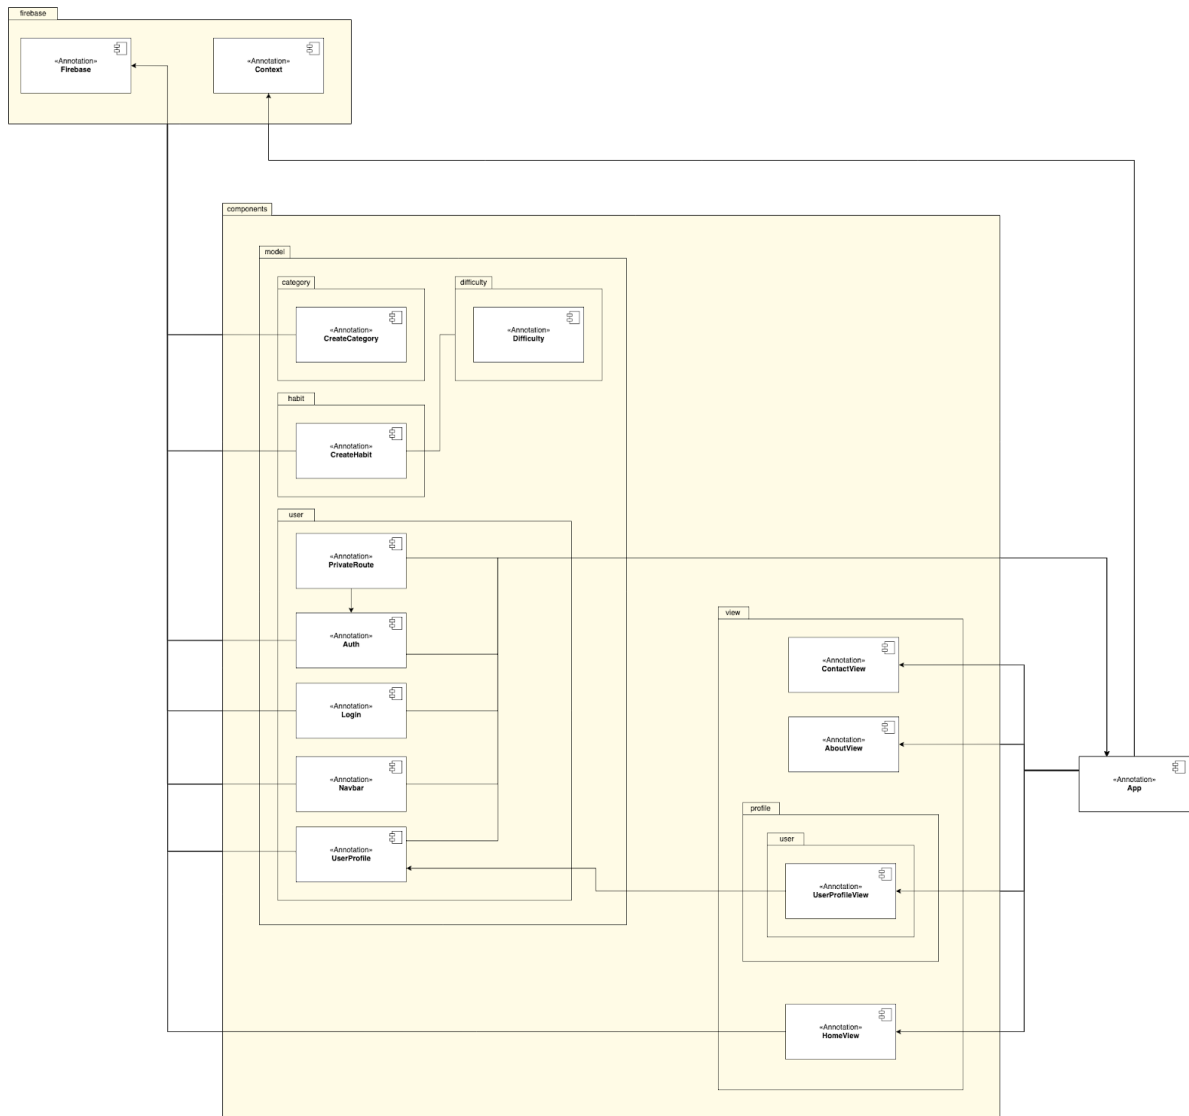 firebase
«Annotation»
Firebase
«Annotation»
Context
components
model
category
«Annotation»
CreateCategory
difficulty
«Annotation»
Difficulty
habit
«Annotation»
CreateHabit
user
«Annotation»
PrivateRoute
«Annotation»
Auth
«Annotation»
Login
«Annotation»
Navbar
«Annotation»
UserProfile
view
«Annotation»
ContactView
«Annotation»
AboutView
profile
user
«Annotation»
UserProfileView
«Annotation»
HomeView
«Annotation»
App